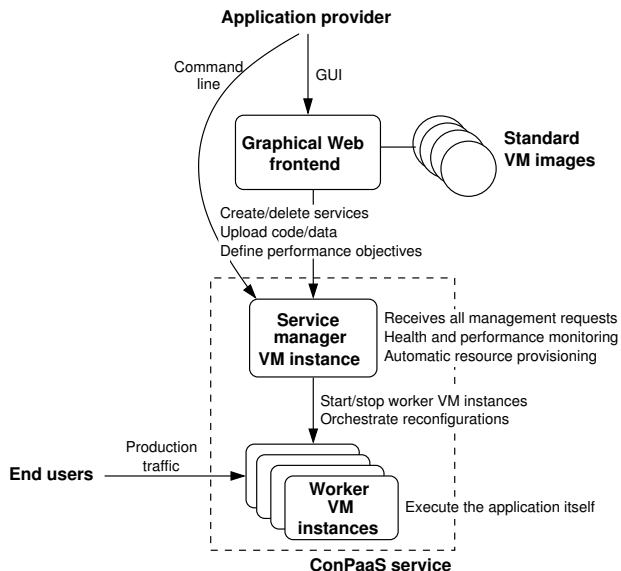 Application provider
Command
line
GUI
Graphical Web
frontend
Standard
VM images
Create/delete services
Upload code/data
Define performance objectives
Service
manager
VM instance
Receives all management requests
Health and performance monitoring
Automatic resource provisioning
Start/stop worker VM instances
Orchestrate reconfigurations
Production
traffic
End users
Worker
VM
instances
Execute the application itself
ConPaaS service